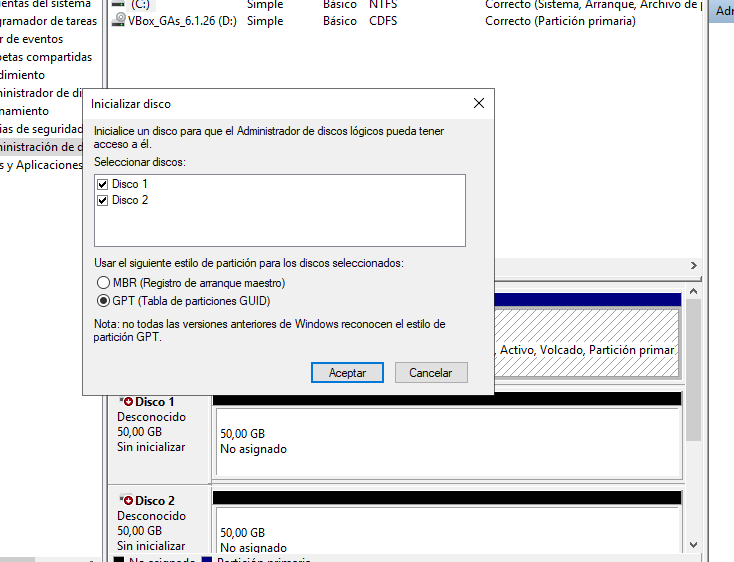 entas del sistema
gramador de tareas
r de eventos
petas compartidas
dimiento
ministrador de di
namiento
ias de seguridad
ministración de d
s y Aplicaciones
(C:) Simple Básico NTFS Correcto (Sistema, Arranque, Archivo de p
VBox_GAs_6.1.26 (D:) Simple Básico CDFS Correcto (Partición primaria)
Adr
Inicializar disco
Inicialice un disco para que el Administrador de discos lógicos pueda tener
acceso a él.
Seleccionar discos:
Disco 1
Disco 2
Usar el siguiente estilo de partición para los discos seleccionados:
MBR (Registro de arranque maestro)
GPT (Tabla de particiones GUID)
Nota: no todas las versiones anteriores de Windows reconocen el estilo de
partición GPT.
Aceptar Cancelar
, Activo, Volcado, Partición primar
Disco 1
Desconocido
50,00 GB
Sin inicializar
50,00 GB
No asignado
Disco 2
Desconocido
50,00 GB
Sin inicializar
50,00 GB
No asignado
No asignado Partición primaria